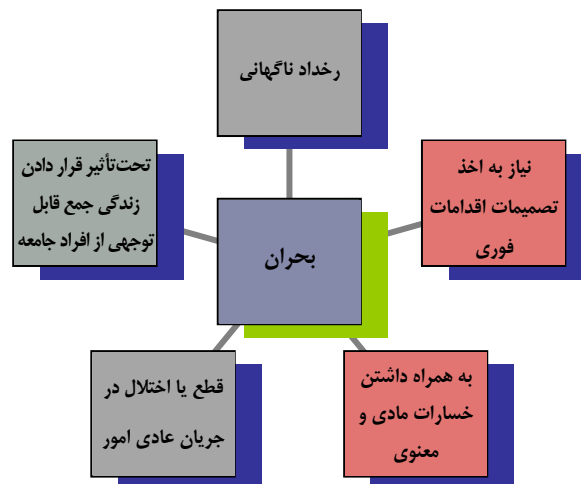 رخداد ناگهانی
نیاز به اخذ
تصمیمات اقدامات
فوری
به همراه داشتن
خسارات مادی و
معنوی
قطع یا اختلال در
جریان عادی امور
تحت‌تأثیر قرار دادن
زندگی جمع قابل
توجهی از افراد جامعه
بحران